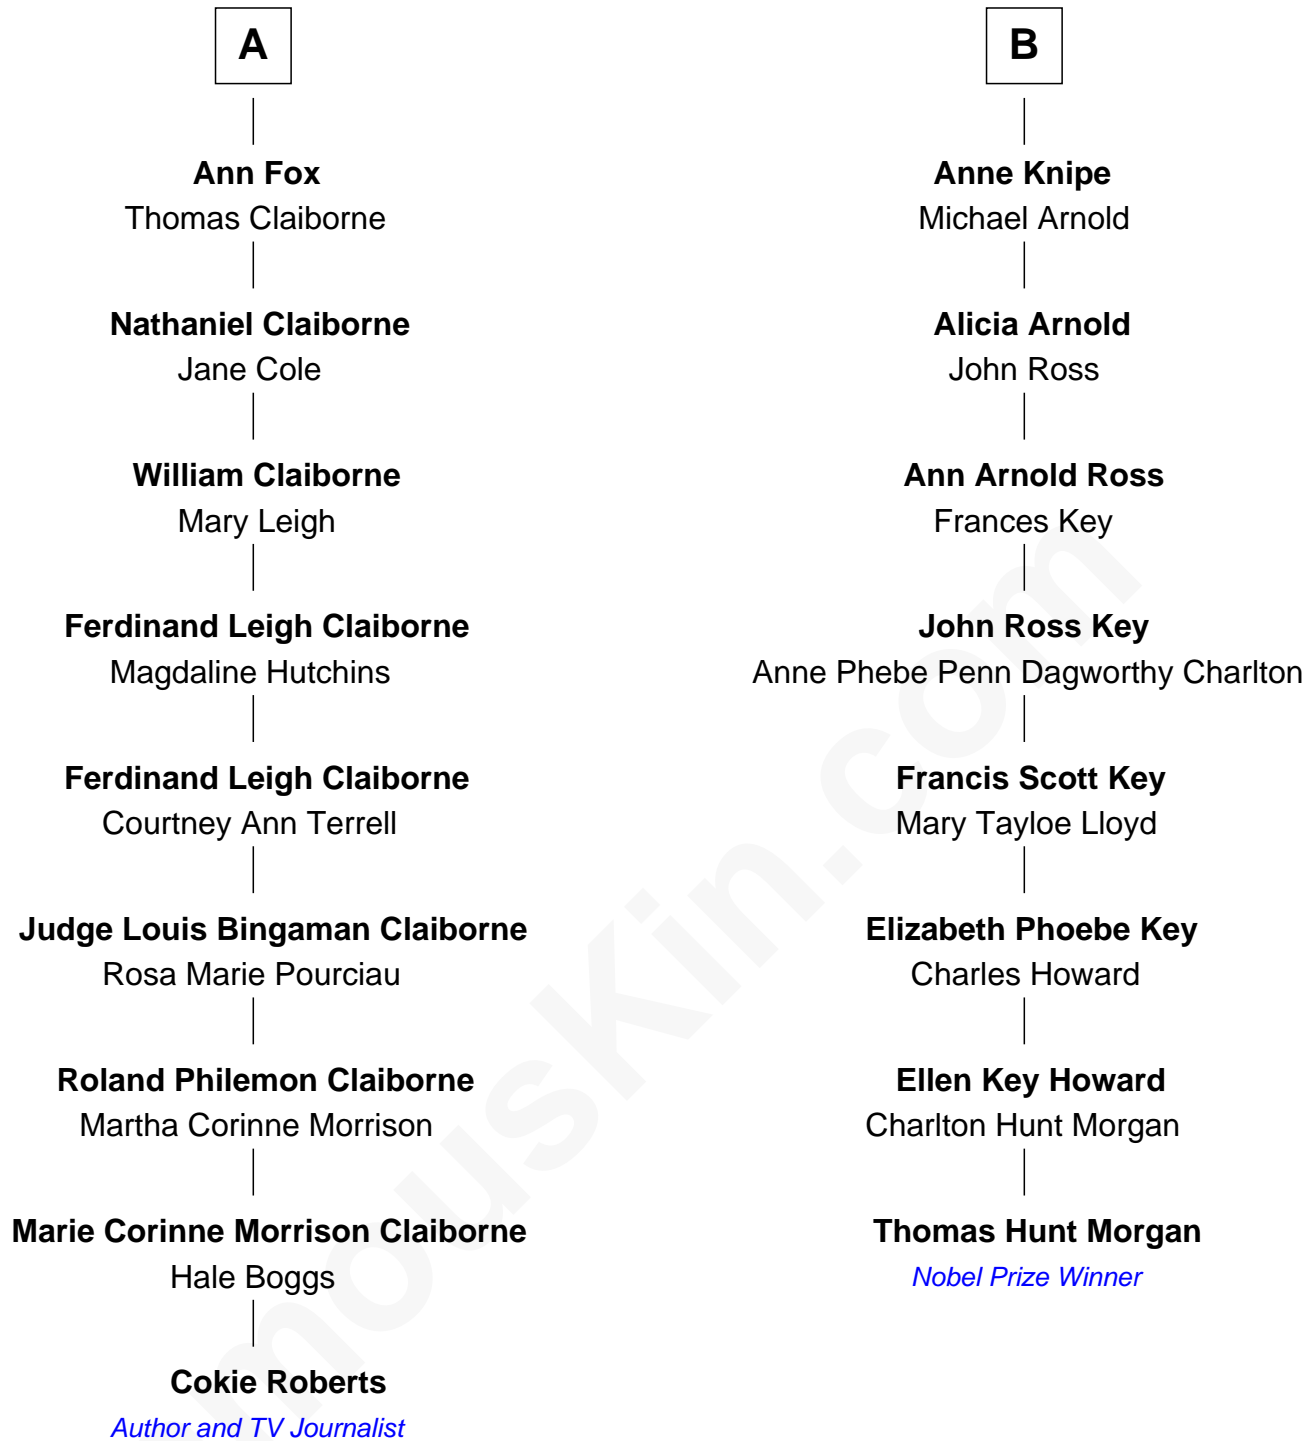 A
Ann Fox
Thomas Claiborne
Nathaniel Claiborne
Jane Cole
William Claiborne
Mary Leigh
Ferdinand Leigh Claiborne
Magdaline Hutchins
Ferdinand Leigh Claiborne
Courtney Ann Terrell
Judge Louis Bingaman Claiborne
Rosa Marie Pourciau
Roland Philemon Claiborne
Martha Corinne Morrison
Marie Corinne Morrison Claiborne
Hale Boggs
Cokie Roberts
Author and TV Journalist
B
Anne Knipe
Michael Arnold
Alicia Arnold
John Ross
Ann Arnold Ross
Frances Key
John Ross Key
Anne Phebe Penn Dagworthy Charlton
Francis Scott Key
Mary Tayloe Lloyd
Elizabeth Phoebe Key
Charles Howard
Ellen Key Howard
Charlton Hunt Morgan
Thomas Hunt Morgan
Nobel Prize Winner
mousKin.com